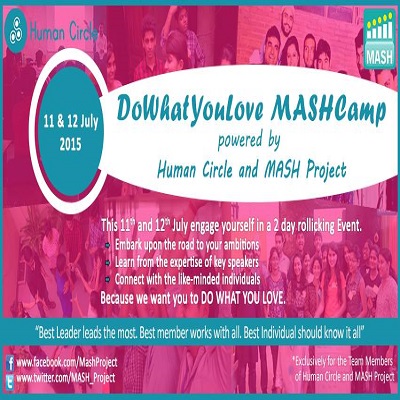 Human Circle
MASH
11 & 12 July
2015
DoWhatYouLove MASHCamp
powered by
Human Circle and MASH Project
This 11th and 12th July engage yourself in a 2 day rollicking Event.
Embark upon the road to your ambitions
Learn from the expertise of key speakers
Connect with the like-minded individuals
Because we want you to DO WHAT YOU LOVE.
“Best Leader leads the most. Best member works with all. Best Individual should know it all”
www.facebook.com/MashProject
www.twitter.com/MASH_Project
*Exclusively for the Team Members
of Human Circle and MASH Project